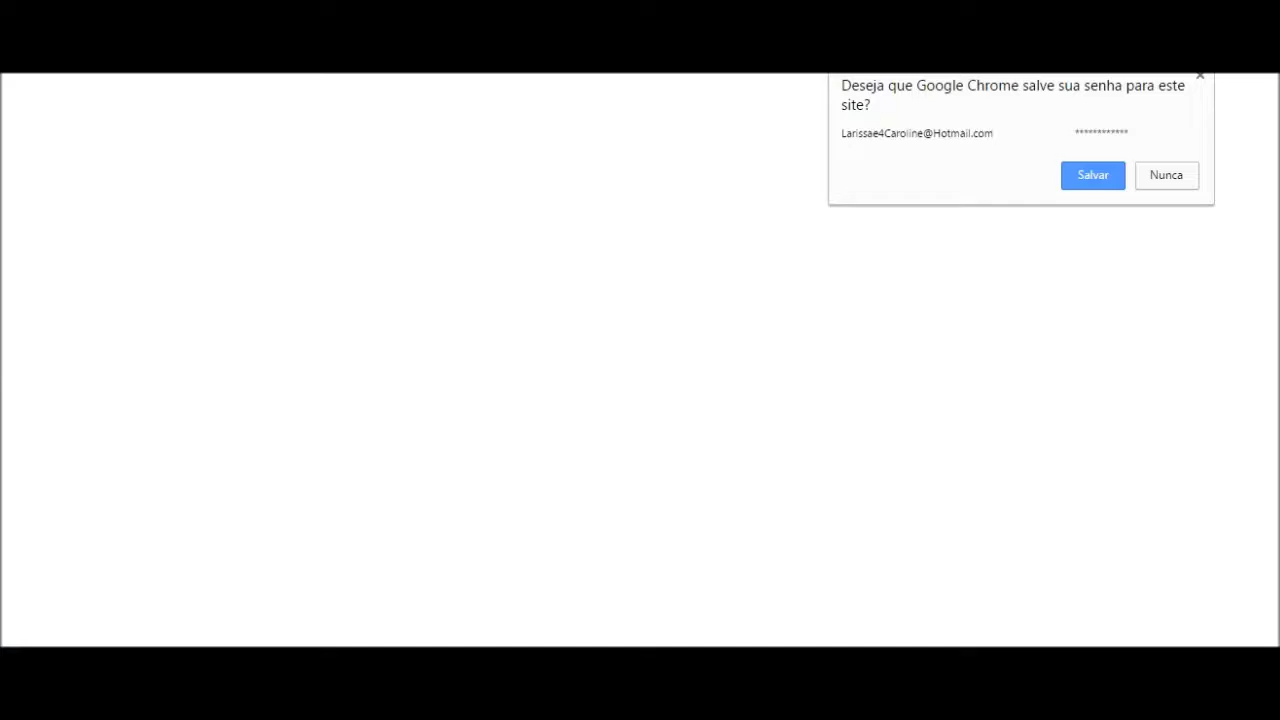 Deseja que Google Chrome salve sua senha para este
site?
Larissae4Caroline@Hotmail.com ************
Salvar Nunca